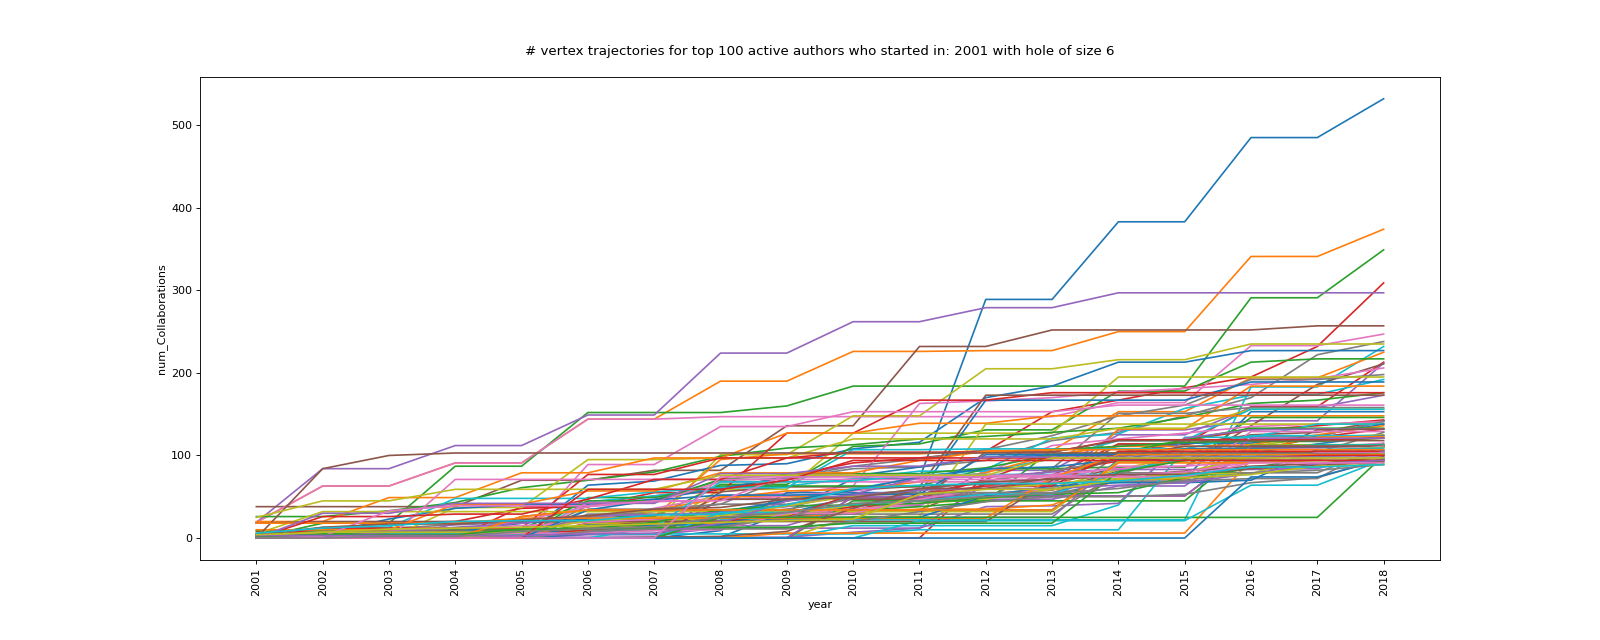 # vertex trajectories for top 100 active authors who started in: 2001 with hole of size 6
num_Collaborations
500
400
300
200
100
0
2001 2002 2003 2004 2005 2006 2007 2008 2009 2010 2011 2012 2013 2014 2015 2016 2017 2018
year